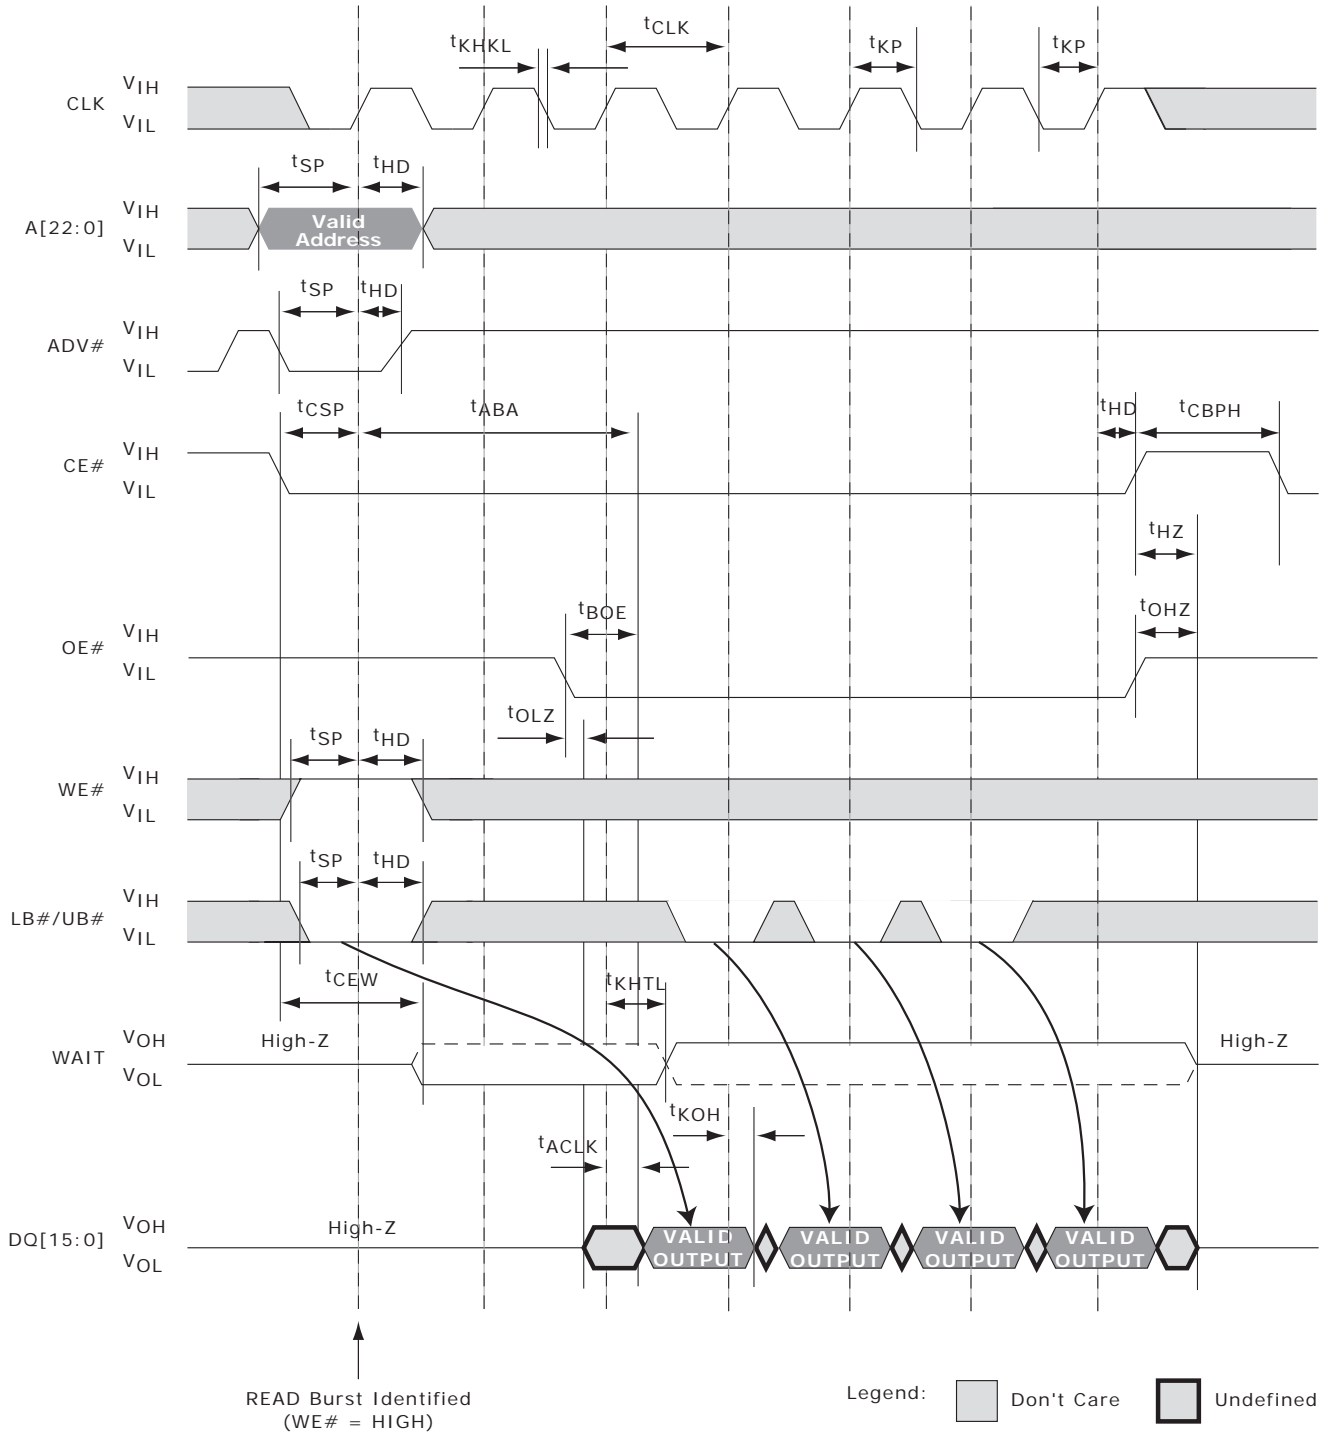 tCLK
tKHKL
tKP
tKP
CLK
VIH
VIL
tSP
tHD
A[22:0]
VIH
VIL
Valid
Address
tSP
tHD
ADV#
VIH
VIL
tCSP
tABA
tHD
tCBPH
CE#
VIH
VIL
tHZ
tBOE
tOHZ
OE#
VIH
VIL
tOLZ
tSP
tHD
WE#
VIH
VIL
tSP
tHD
LB#/UB#
VIH
VIL
tCEW
tKHTL
WAIT
VOH
VOL
High-Z
High-Z
tKOH
tACLK
DQ[15:0]
VOH
VOL
High-Z
VALID
OUTPUT
VALID
OUTPUT
VALID
OUTPUT
VALID
OUTPUT
READ Burst Identified
(WE# = HIGH)
Legend:
Don't Care
Undefined